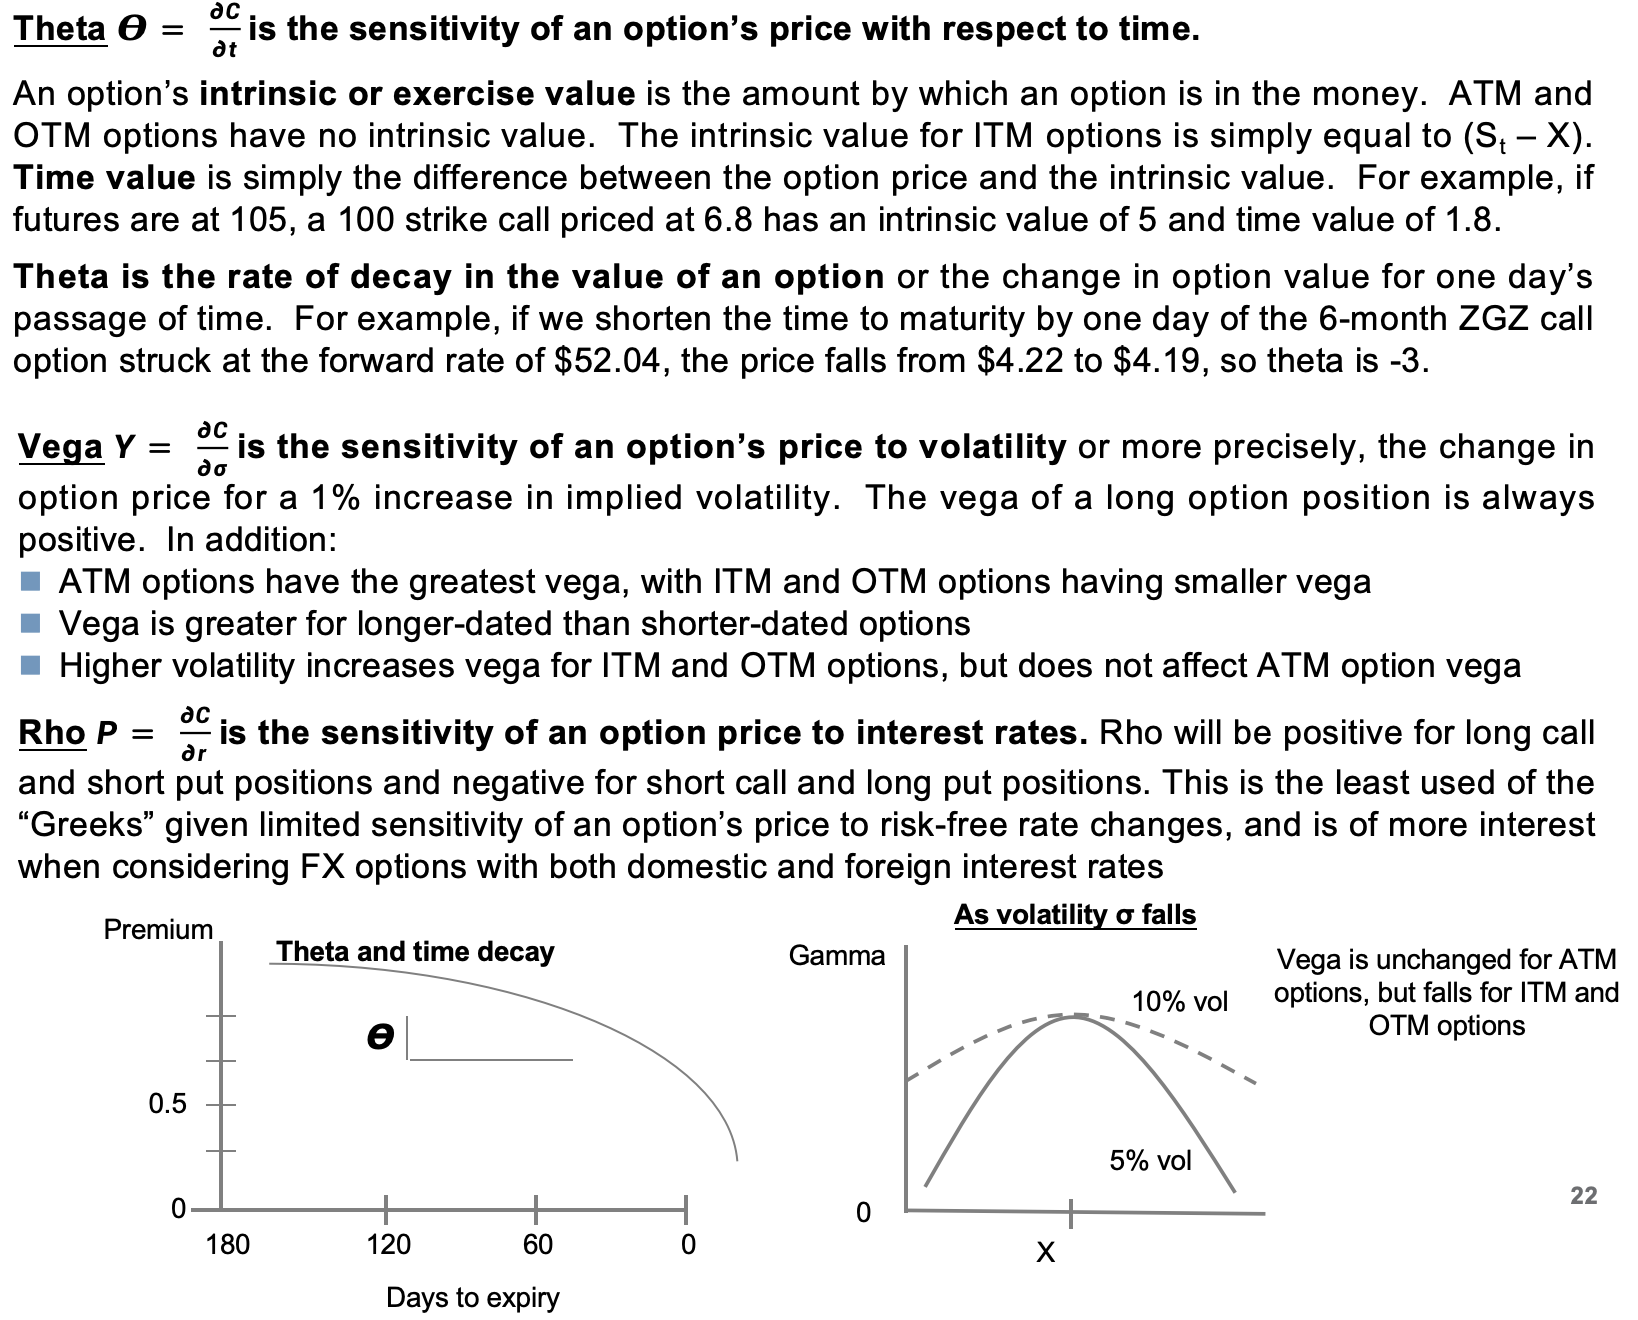 Theta Θ = ∂C/∂t is the sensitivity of an option’s price with respect to time.
An option’s intrinsic or exercise value is the amount by which an option is in the money. ATM and
OTM options have no intrinsic value. The intrinsic value for ITM options is simply equal to (St – X).
Time value is simply the difference between the option price and the intrinsic value. For example, if
futures are at 105, a 100 strike call priced at 6.8 has an intrinsic value of 5 and time value of 1.8.
Theta is the rate of decay in the value of an option or the change in option value for one day’s
passage of time. For example, if we shorten the time to maturity by one day of the 6-month ZGZ call
option struck at the forward rate of $52.04, the price falls from $4.22 to $4.19, so theta is -3.
Vega Υ = ∂C/∂σ is the sensitivity of an option’s price to volatility or more precisely, the change in
option price for a 1% increase in implied volatility. The vega of a long option position is always
positive. In addition:
■ ATM options have the greatest vega, with ITM and OTM options having smaller vega
■ Vega is greater for longer-dated than shorter-dated options
■ Higher volatility increases vega for ITM and OTM options, but does not affect ATM option vega
Rho Ρ = ∂C/∂r is the sensitivity of an option price to interest rates. Rho will be positive for long call
and short put positions and negative for short call and long put positions. This is the least used of the
“Greeks” given limited sensitivity of an option’s price to risk-free rate changes, and is of more interest
when considering FX options with both domestic and foreign interest rates
Premium
Theta and time decay
Θ
0.5
0
180 120 60 0
Days to expiry
As volatility σ falls
Gamma
10% vol
5% vol
0
X
Vega is unchanged for ATM
options, but falls for ITM and
OTM options
22